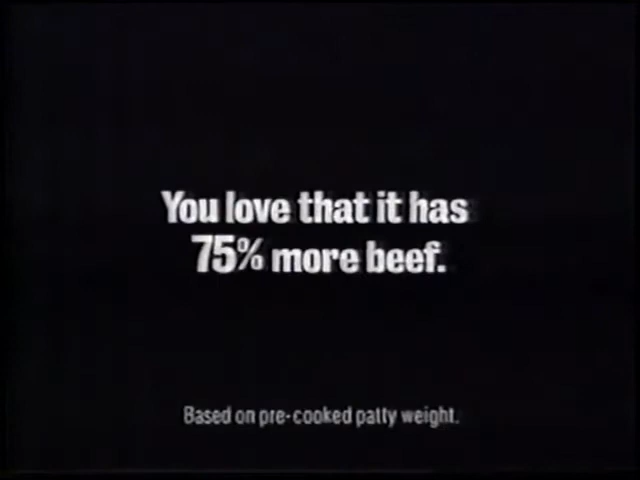 You love that it has
75% more beef.
Based on pre-cooked patty weight.